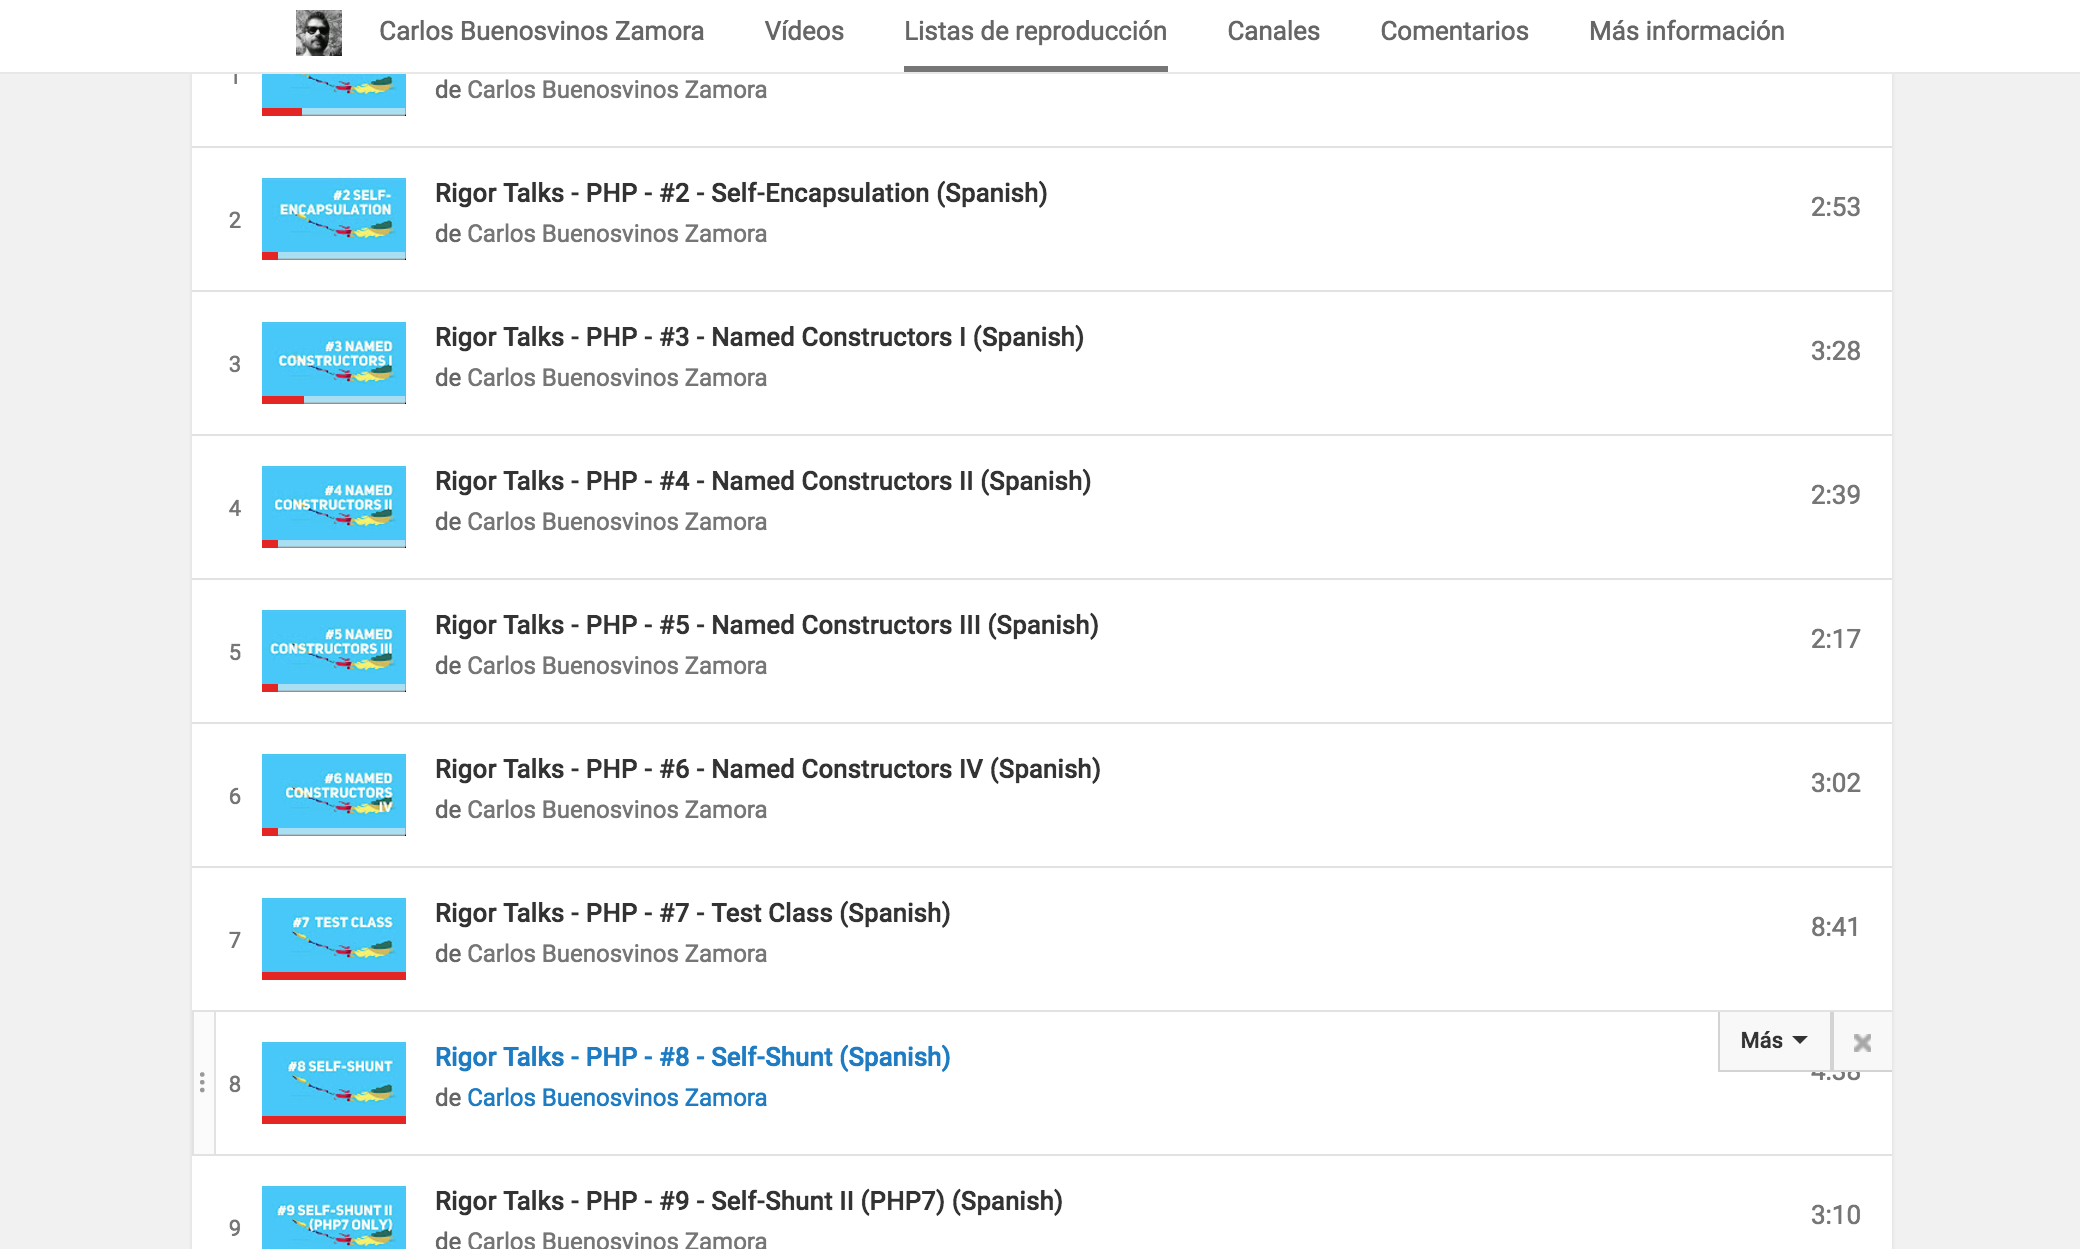 Carlos Buenosvinos Zamora Vídeos Listas de reproducción Canales Comentarios Más información
de Carlos Buenosvinos Zamora
2
#2 SELF-
ENCAPSULATION
Rigor Talks - PHP - #2 - Self-Encapsulation (Spanish)
de Carlos Buenosvinos Zamora
2:53
3
#3 NAMED
CONSTRUCTORS I
Rigor Talks - PHP - #3 - Named Constructors I (Spanish)
de Carlos Buenosvinos Zamora
3:28
4
#4 NAMED
CONSTRUCTORS II
Rigor Talks - PHP - #4 - Named Constructors II (Spanish)
de Carlos Buenosvinos Zamora
2:39
5
#5 NAMED
CONSTRUCTORS III
Rigor Talks - PHP - #5 - Named Constructors III (Spanish)
de Carlos Buenosvinos Zamora
2:17
6
#6 NAMED
CONSTRUCTORS
IV
Rigor Talks - PHP - #6 - Named Constructors IV (Spanish)
de Carlos Buenosvinos Zamora
3:02
7
#7 TEST CLASS
Rigor Talks - PHP - #7 - Test Class (Spanish)
de Carlos Buenosvinos Zamora
8:41
8
#8 SELF-SHUNT
Rigor Talks - PHP - #8 - Self-Shunt (Spanish)
de Carlos Buenosvinos Zamora
Más
9
#9 SELF-SHUNT II
(PHP7 ONLY)
Rigor Talks - PHP - #9 - Self-Shunt II (PHP7) (Spanish)
de Carlos Buenosvinos Zamora
3:10